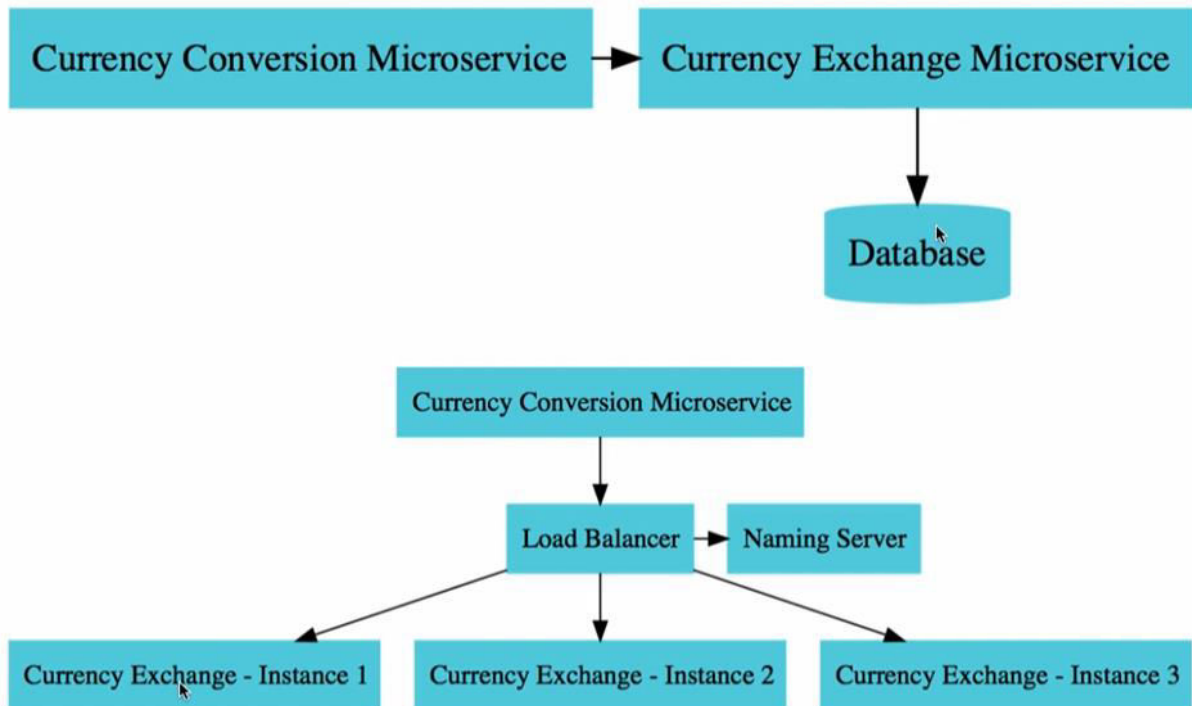 Currency Conversion Microservice
Currency Exchange Microservice
Database
Currency Conversion Microservice
Load Balancer
Naming Server
Currency Exchange - Instance 1
Currency Exchange - Instance 2
Currency Exchange - Instance 3